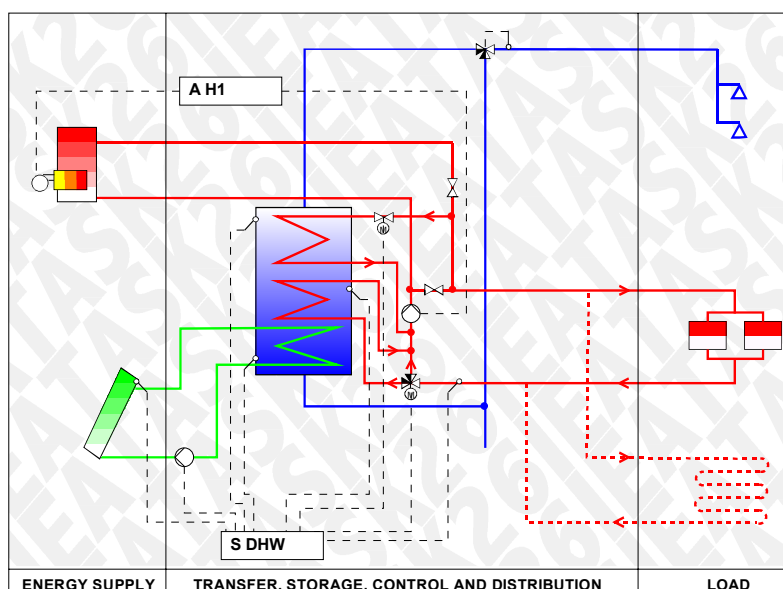 A H1
M
M
S DHW
ENERGY SUPPLY
TRANSFER, STORAGE, CONTROL AND DISTRIBUTION
LOAD